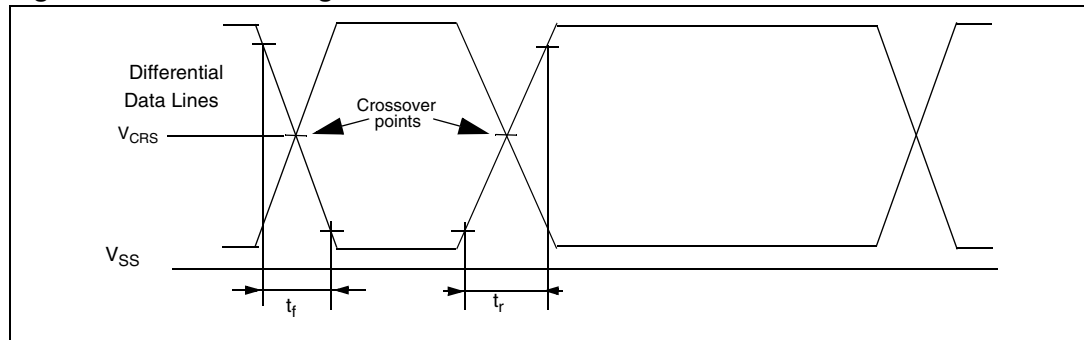 Differential
Data Lines
Crossover
points
VCRS
VSS
tf
tr